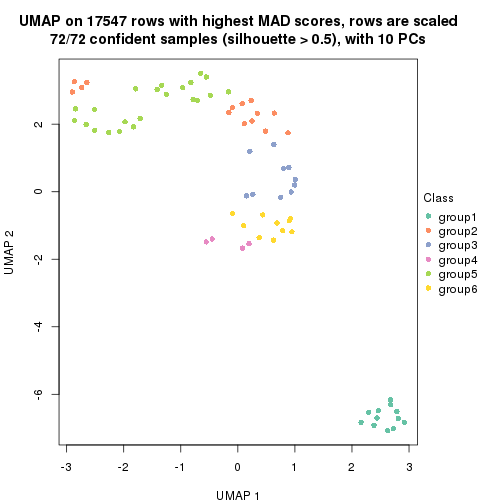 UMAP on 17547 rows with highest MAD scores, rows are scaled
72/72 confident samples (silhouette > 0.5), with 10 PCs
2
0
-2
-4
-6
UMAP 2
-3
-2
-1
0
1
2
3
UMAP 1
Class
group1
group2
group3
group4
group5
group6